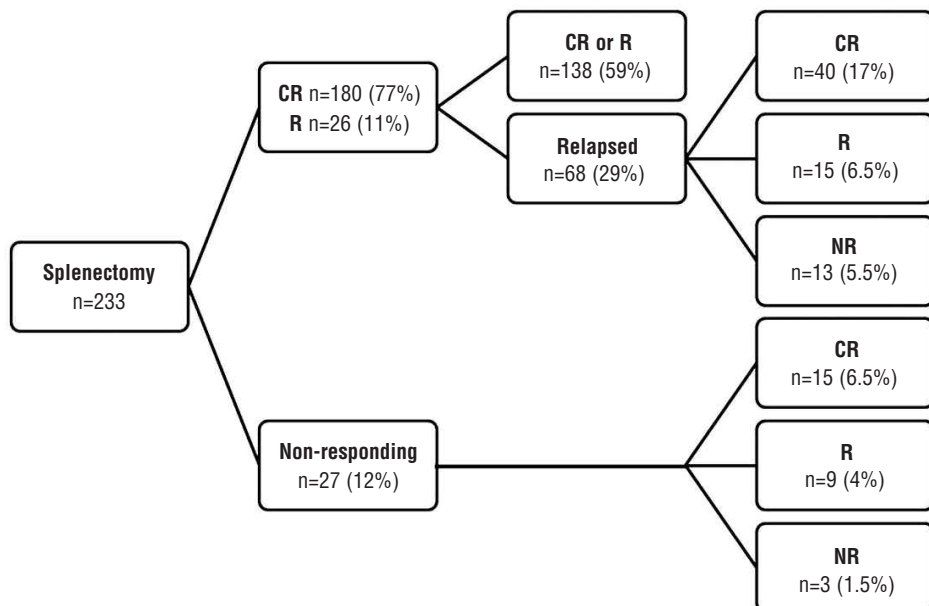 Splenectomy
n=233
CR n=180 (77%)
R n=26 (11%)
Non-responding
n=27 (12%)
CR or R
n=138 (59%)
Relapsed
n=68 (29%)
CR
n=40 (17%)
R
n=15 (6.5%)
NR
n=13 (5.5%)
CR
n=15 (6.5%)
R
n=9 (4%)
NR
n=3 (1.5%)